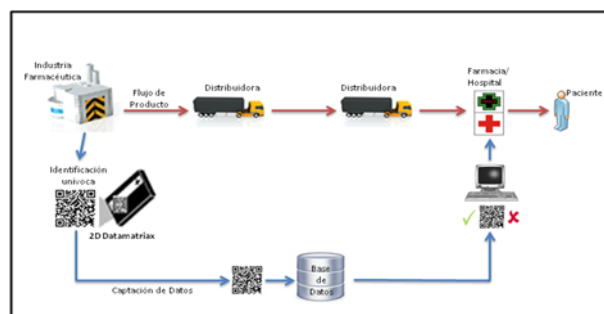 Industria
Farmacéutica
Flujo de
Producto
Distribuidora
Distribuidora
Farmacia/
Hospital
Paciente
Identificación
unívoca
2D Datamatriax
Captación de Datos
Base
de
Datos